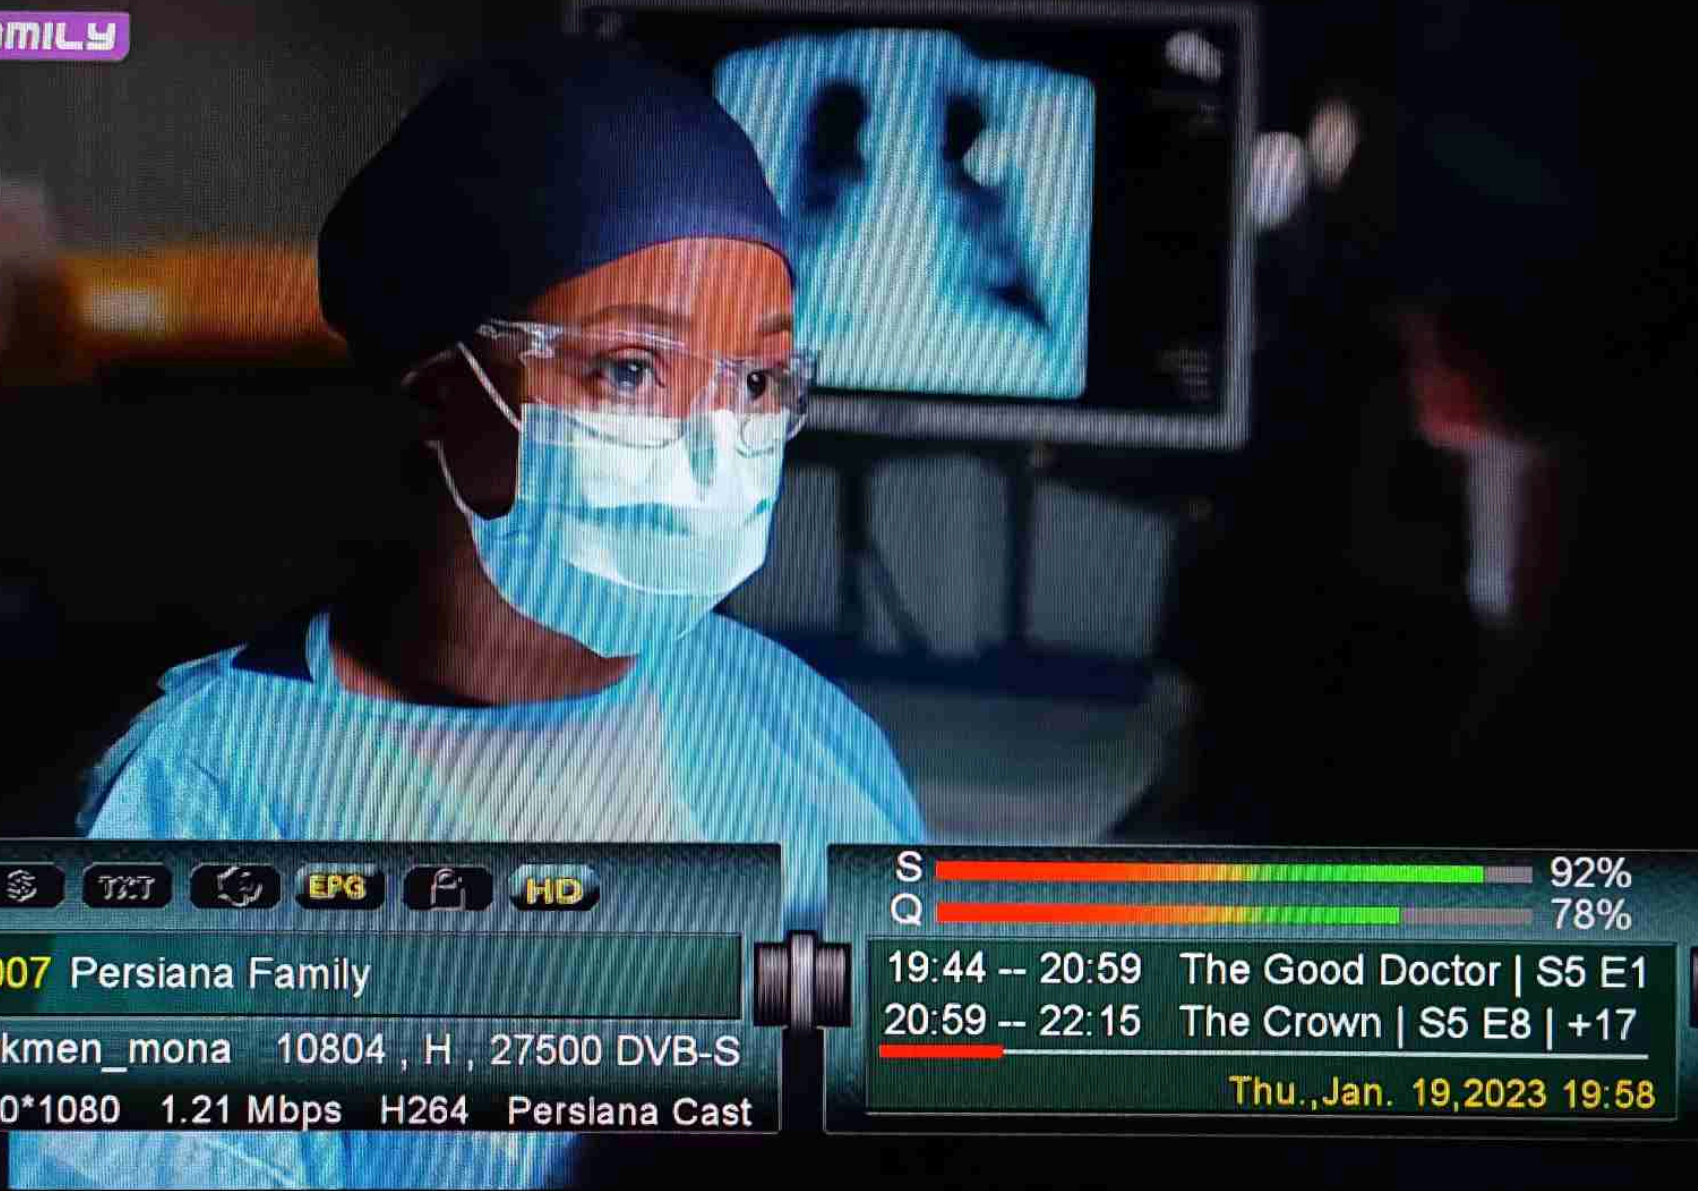 MILY
TXT EPG HD
S 92%
Q 78%
007 Persiana Family
19:44 -- 20:59 The Good Doctor | S5 E1
20:59 -- 22:15 The Crown | S5 E8 | +17
kmen_mona 10804 , H , 27500 DVB-S
0*1080 1.21 Mbps H264 Persiana Cast
Thu.,Jan. 19,2023 19:58